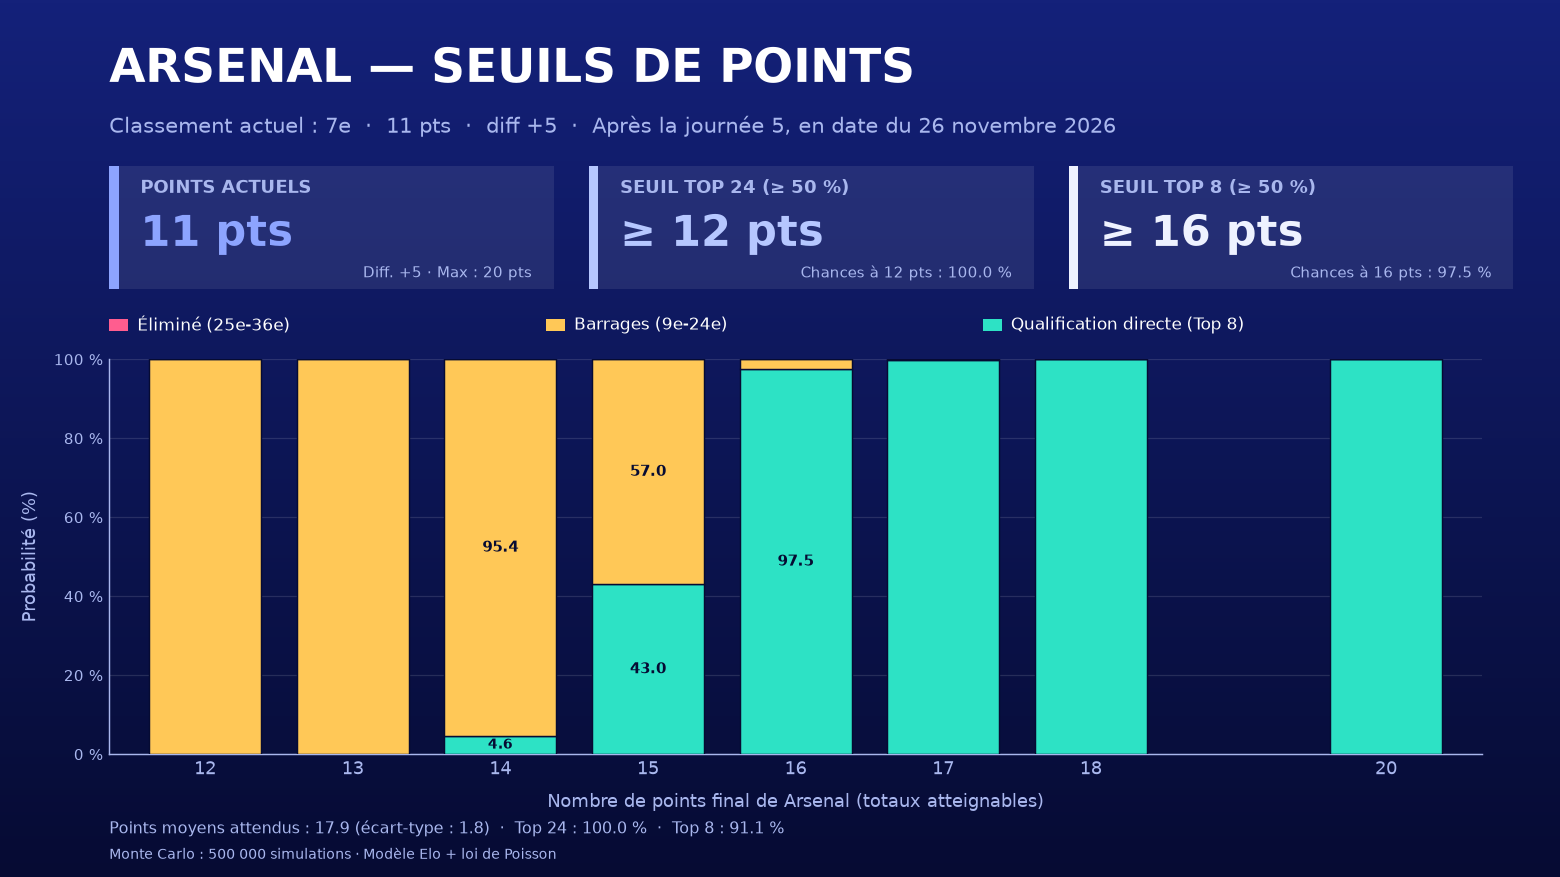 ARSENAL — SEUILS DE POINTS
Classement actuel : 7e · 11 pts · diff +5 · Après la journée 5, en date du 26 novembre 2026
POINTS ACTUELS
11 pts
Diff. +5 · Max : 20 pts
SEUIL TOP 24 (≥ 50 %)
≥ 12 pts
Chances à 12 pts : 100.0 %
SEUIL TOP 8 (≥ 50 %)
≥ 16 pts
Chances à 16 pts : 97.5 %
Éliminé (25e-36e)
Barrages (9e-24e)
Qualification directe (Top 8)
Probabilité (%)
100 %
80 %
60 %
40 %
20 %
0 %
95.4
4.6
57.0
43.0
97.5
12 13 14 15 16 17 18 20
Nombre de points final de Arsenal (totaux atteignables)
Points moyens attendus : 17.9 (écart-type : 1.8) · Top 24 : 100.0 % · Top 8 : 91.1 %
Monte Carlo : 500 000 simulations · Modèle Elo + loi de Poisson